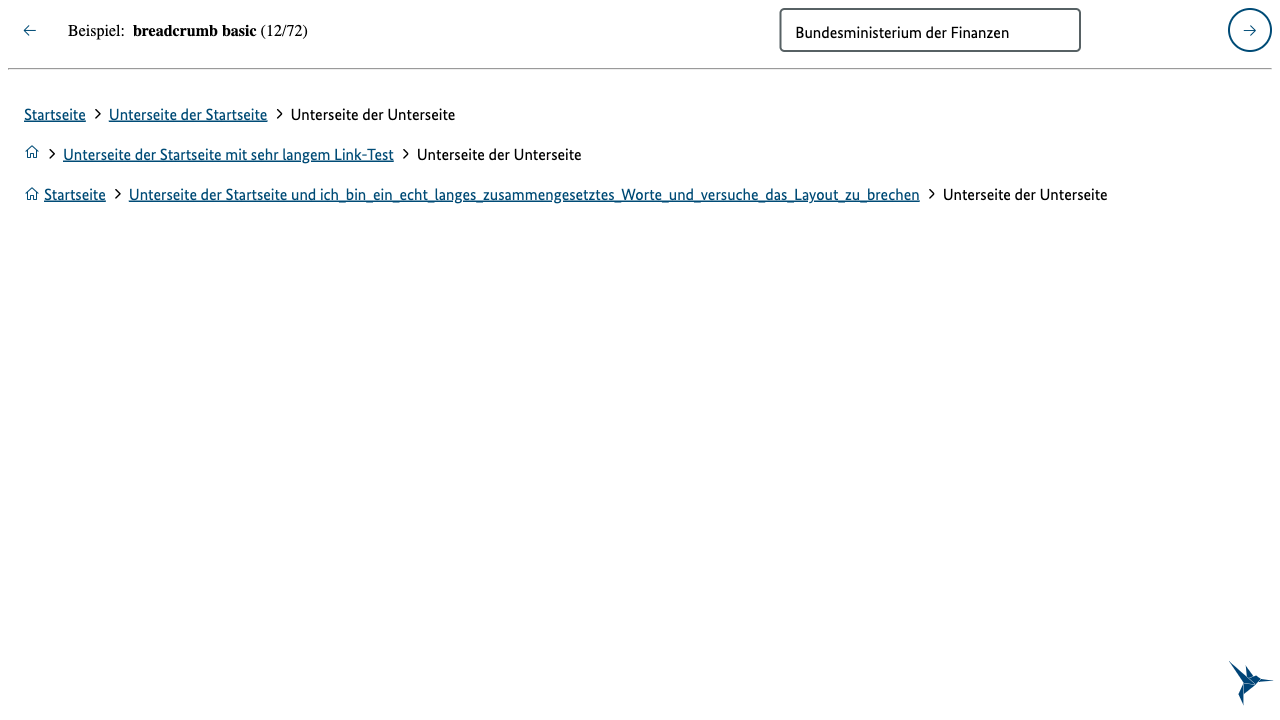 Beispiel: breadcrumb basic (12/72)
Bundesministerium der Finanzen
Startseite Unterseite der Startseite Unterseite der Unterseite
Unterseite der Startseite mit sehr langem Link-Test Unterseite der Unterseite
Startseite Unterseite der Startseite und ich_bin_ein_echt_langes_zusammengesetztes_Worte_und_versuche_das_Layout_zu_brechen Unterseite der Unterseite